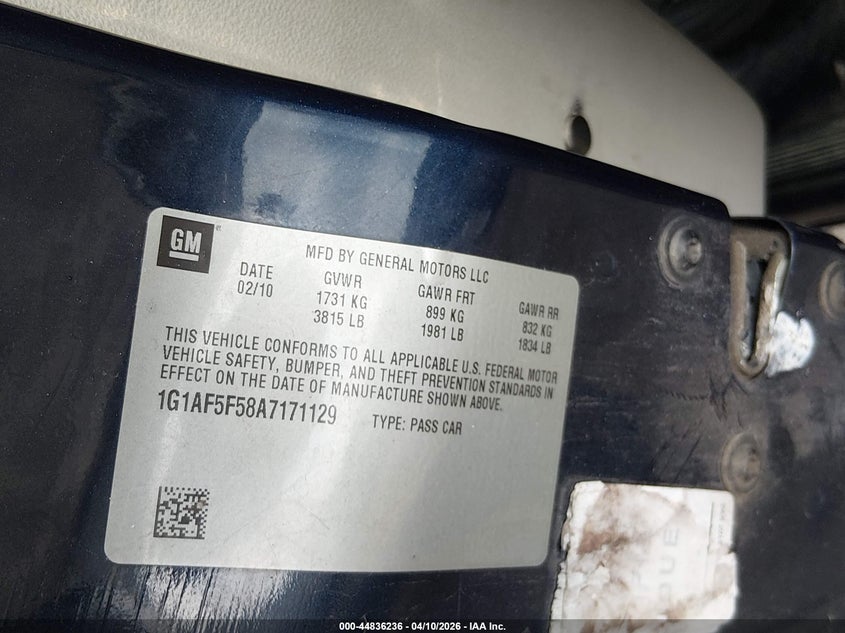 GM
MFD BY GENERAL MOTORS LLC
DATE GVWR GAWR FRT GAWR RR
02/10 1731 KG 899 KG 832 KG
3815 LB 1981 LB 1834 LB
THIS VEHICLE CONFORMS TO ALL APPLICABLE U.S. FEDERAL MOTOR
VEHICLE SAFETY, BUMPER, AND THEFT PREVENTION STANDARDS IN
EFFECT ON THE DATE OF MANUFACTURE SHOWN ABOVE.
1G1AF5F58A7171129 TYPE: PASS CAR
000-44836236 - 04/10/2026 - IAA Inc.